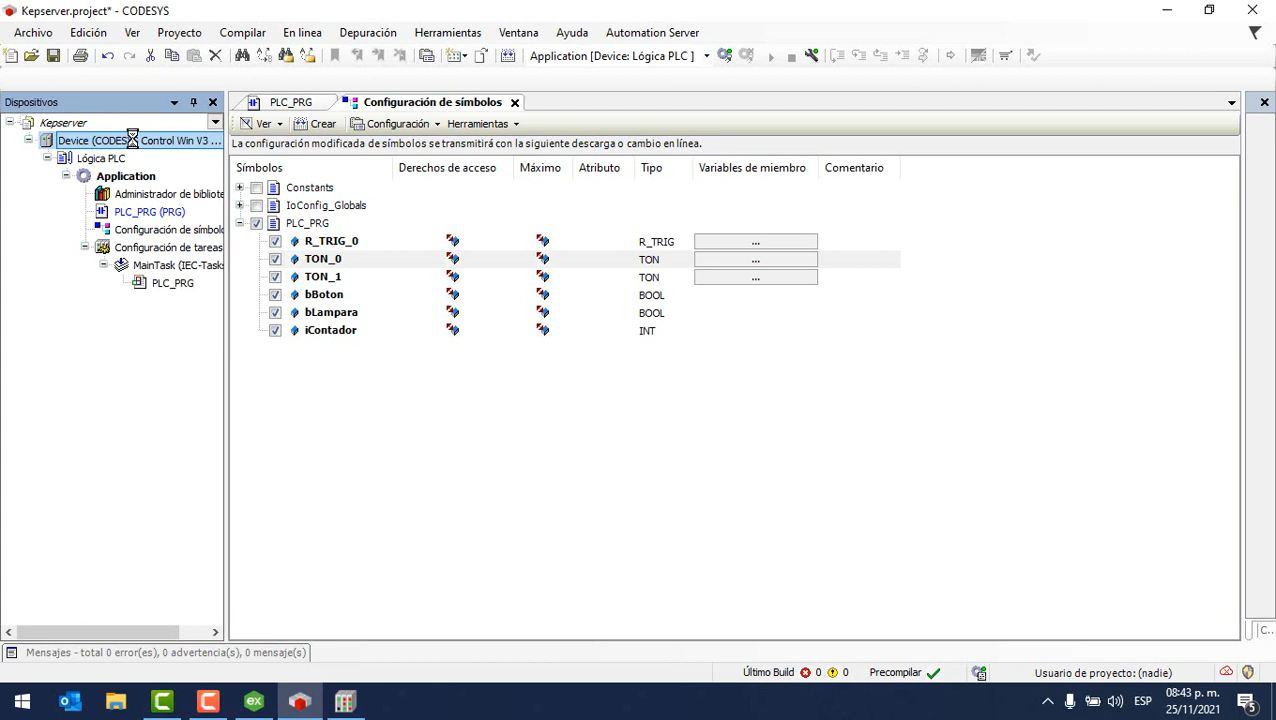 Kepserver.project* - CODESYS
Archivo Edición Ver Proyecto Compilar En linea Depuración Herramientas Ventana Ayuda Automation Server
Application [Device: Lógica PLC ]
Dispositivos
PLC_PRG Configuración de símbolos
Kepserver
Ver Crear Configuración Herramientas
Device (CODESYS Control Win V3 ...
La configuración modificada de símbolos se transmitirá con la siguiente descarga o cambio en línea.
Lógica PLC
Símbolos Derechos de acceso Máximo Atributo Tipo Variables de miembro Comentario
Application
Constants
Administrador de bibliote
IoConfig_Globals
PLC_PRG (PRG)
PLC_PRG
Configuración de símbolo
R_TRIG_0 R_TRIG ...
Configuración de tareas
TON_0 TON ...
MainTask (IEC-Tasks
TON_1 TON ...
PLC_PRG
bBoton BOOL
bLampara BOOL
iContador INT
C...
Mensajes - total 0 error(es), 0 advertencia(s), 0 mensaje(s)
Último Build 0 0 Precompilar Usuario de proyecto: (nadie)
ex
ESP
08:43 p. m.
25/11/2021
5